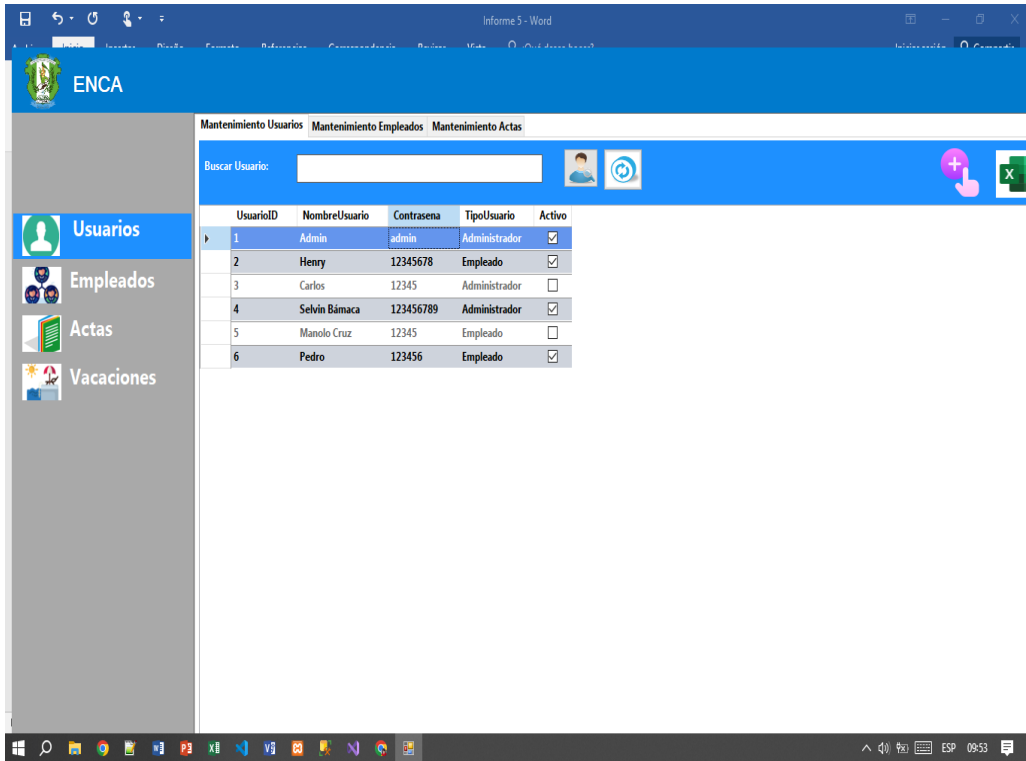 Informe 5 - Word
Inicio
ENCA
Mantenimiento Usuarios Mantenimiento Empleados Mantenimiento Actas
Buscar Usuario:
Usuarios
Empleados
Actas
Vacaciones
UsuarioID NombreUsuario Contrasena TipoUsuario Activo
1 Admin admin Administrador
2 Henry 12345678 Empleado
3 Carlos 12345 Administrador
4 Selvin Bámaca 123456789 Administrador
5 Manolo Cruz 12345 Empleado
6 Pedro 123456 Empleado
ESP 09:53